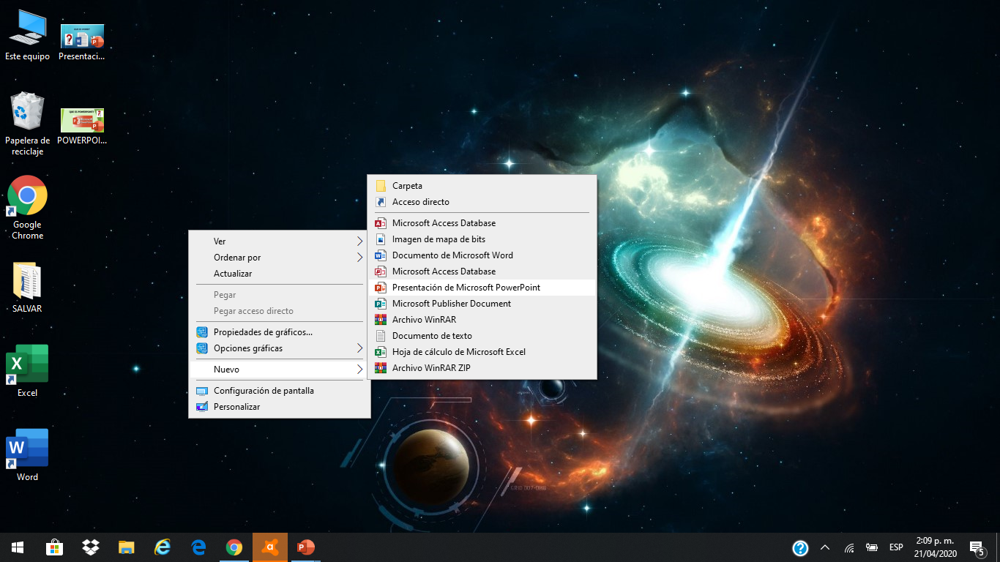 Este equipo
Presentaci...
Papelera de
reciclaje
POWERPOI...
Google
Chrome
SALVAR
Excel
Word
Ver
Ordenar por
Actualizar
Pegar
Pegar acceso directo
Propiedades de gráficos...
Opciones gráficas
Nuevo
Configuración de pantalla
Personalizar
Carpeta
Acceso directo
Microsoft Access Database
Imagen de mapa de bits
Documento de Microsoft Word
Microsoft Access Database
Presentación de Microsoft PowerPoint
Microsoft Publisher Document
Archivo WinRAR
Documento de texto
Hoja de cálculo de Microsoft Excel
Archivo WinRAR ZIP
ESP
2:09 p. m.
21/04/2020
5